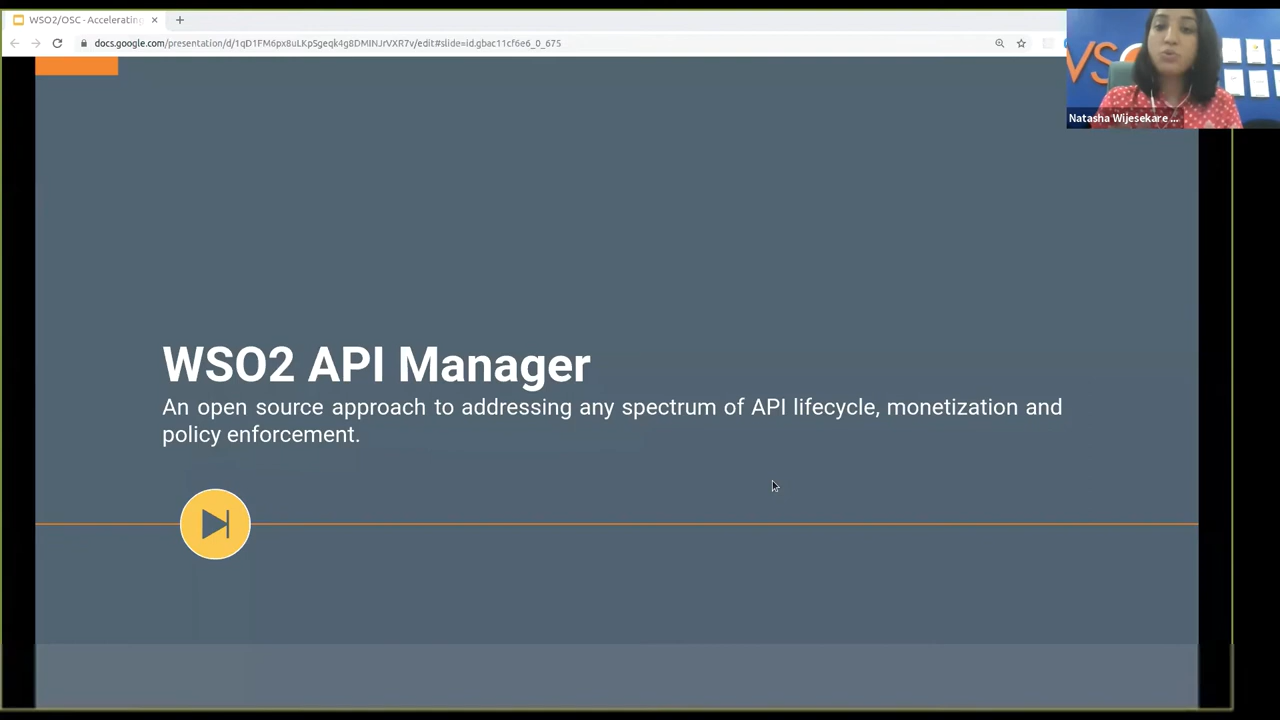 WSO2/OSC - Accelerating
docs.google.com/presentation/d/1qD1FM6px8uLKpSgeqk4g8DMINJrVXR7v/edit#slide=id.gbac11cf6e6_0_675
Natasha Wijesekare ...
WSO2 API Manager
An open source approach to addressing any spectrum of API lifecycle, monetization and
policy enforcement.